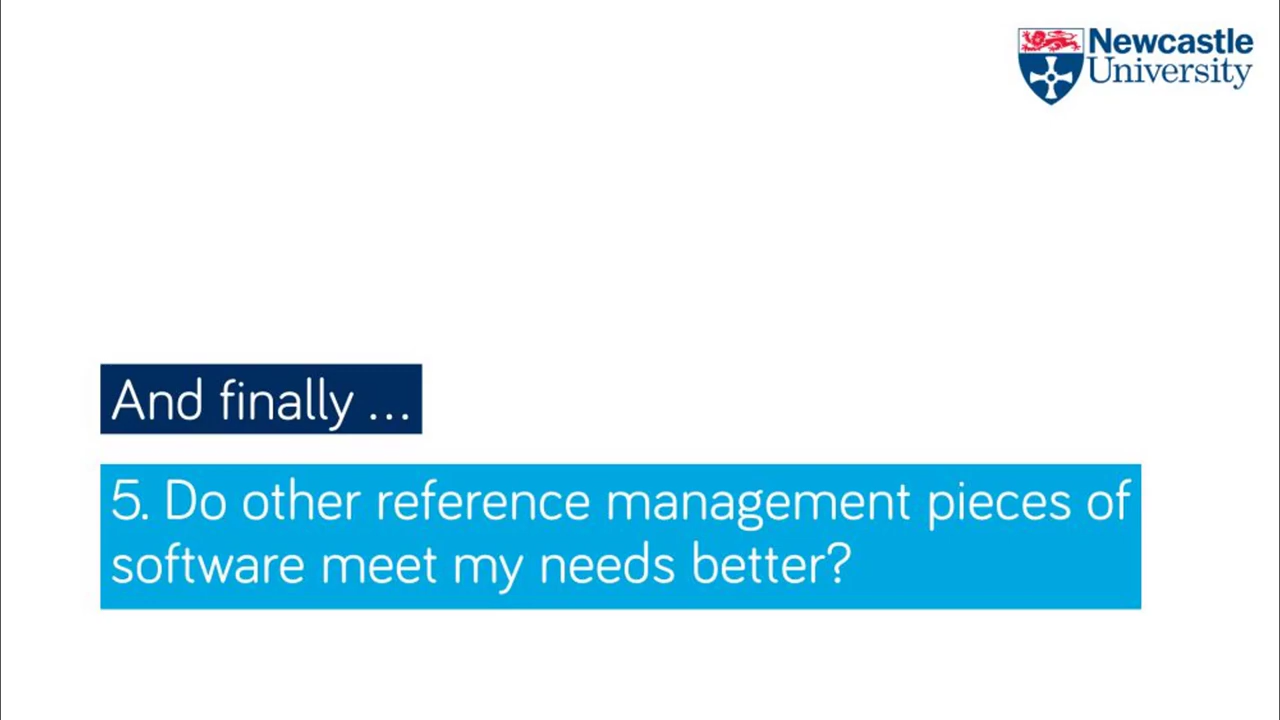 Newcastle
University
And finally ...
5. Do other reference management pieces of
software meet my needs better?